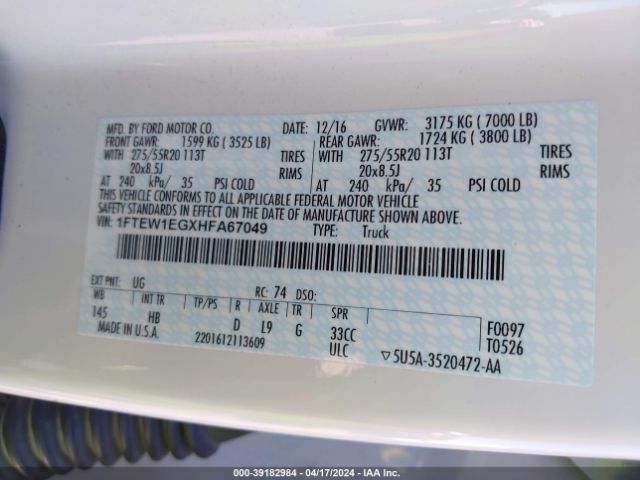 MFD. BY FORD MOTOR CO. DATE: 12/16 GVWR: 3175 KG ( 7000 LB)
FRONT GAWR: 1599 KG ( 3525 LB) REAR GAWR: 1724 KG ( 3800 LB)
WITH 275/55R20 113T TIRES WITH 275/55R20 113T TIRES
20x8.5J RIMS 20x8.5J RIMS
AT 240 kPa/ 35 PSI COLD AT 240 kPa/ 35 PSI COLD
THIS VEHICLE CONFORMS TO ALL APPLICABLE FEDERAL MOTOR VEHICLE
SAFETY STANDARDS IN EFFECT ON THE DATE OF MANUFACTURE SHOWN ABOVE.
VIN: 1FTEW1EGXHFA67049 TYPE: Truck
EXT PNT: UG RC: 74 DSO:
WB INT TR TP/PS R AXLE TR SPR F0097
145 HB D L9 G 33CC T0526
MADE IN U.S.A. 2201612113609 ULC ▽5U5A-3520472-AA
000-39182984 - 04/17/2024 - IAA Inc.